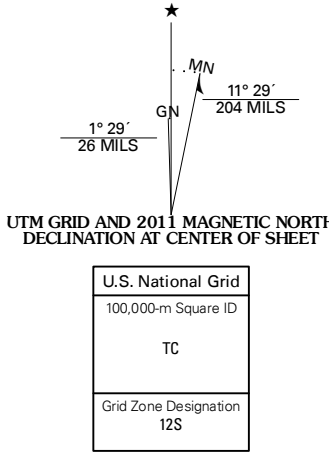 ★
MN
GN
1° 29´
26 MILS
11° 29´
204 MILS
UTM GRID AND 2011 MAGNETIC NORTH
DECLINATION AT CENTER OF SHEET
U.S. National Grid
100,000-m Square ID
TC
Grid Zone Designation
12S